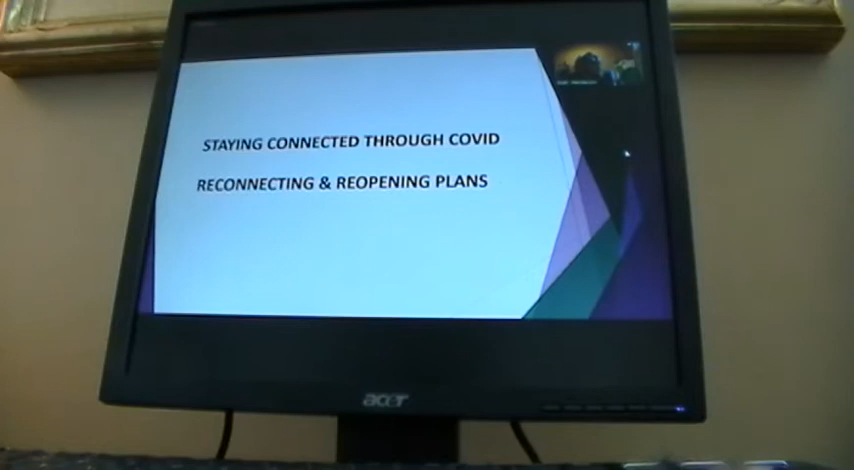 STAYING CONNECTED THROUGH COVID
RECONNECTING & REOPENING PLANS
acer